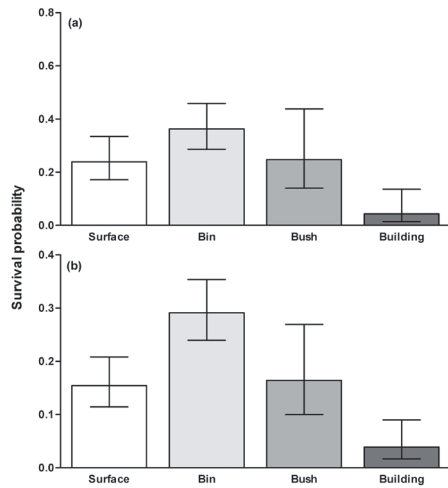 (a)
0.8
0.6
0.4
0.2
0.0
Surface Bin Bush Building
Survival probability
(b)
0.4
0.3
0.2
0.1
0.0
Surface Bin Bush Building